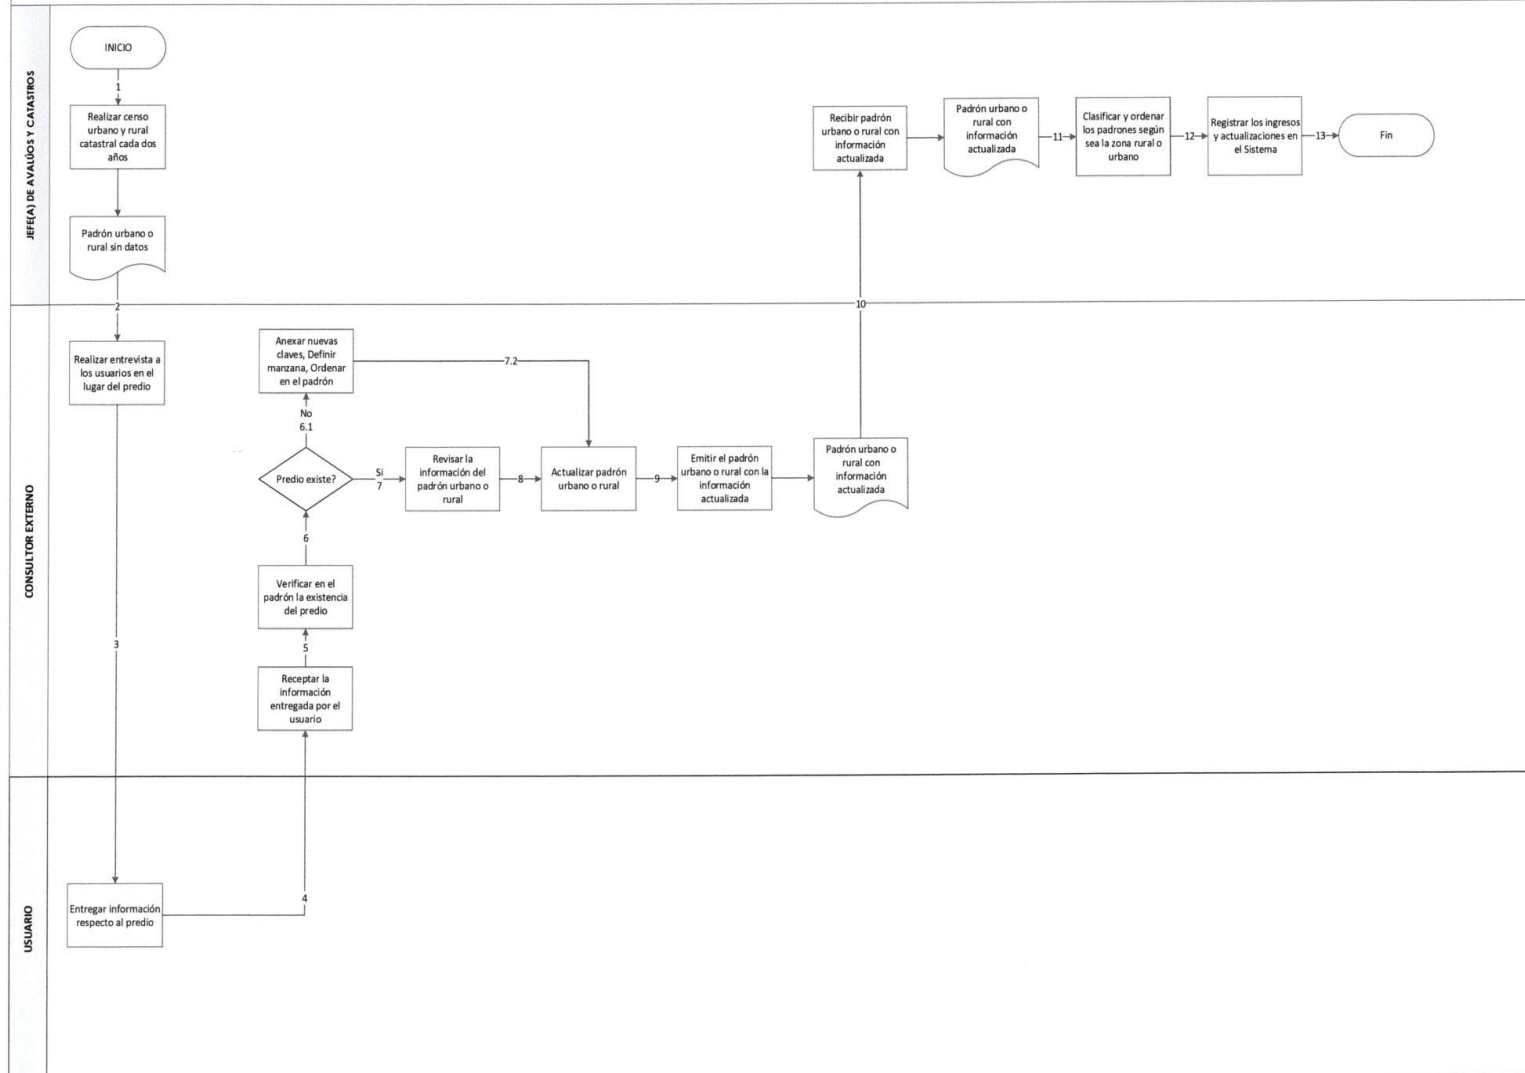 JEFE(A) DE AVALÚOS Y CATASTROS
INICIO
1
Realizar censo
urbano y rural
catastral cada dos
años
Padrón urbano o
rural sin datos
2
Recibir padrón
urbano o rural con
información
actualizada
Padrón urbano o
rural con
información
actualizada
11
Clasificar y ordenar
los padrones según
sea la zona rural o
urbano
12
Registrar los ingresos
y actualizaciones en
el Sistema
13
Fin
10
CONSULTOR EXTERNO
Realizar entrevista a
los usuarios en el
lugar del predio
3
Anexar nuevas
claves, Definir
manzana, Ordenar
en el padrón
7.2
No
6.1
Predio existe?
Si
7
Revisar la
información del
padrón urbano o
rural
8
Actualizar padrón
urbano o rural
9
Emitir el padrón
urbano o rural con la
información
actualizada
Padrón urbano o
rural con
información
actualizada
6
Verificar en el
padrón la existencia
del predio
5
Receptar la
información
entregada por el
usuario
USUARIO
Entregar información
respecto al predio
4